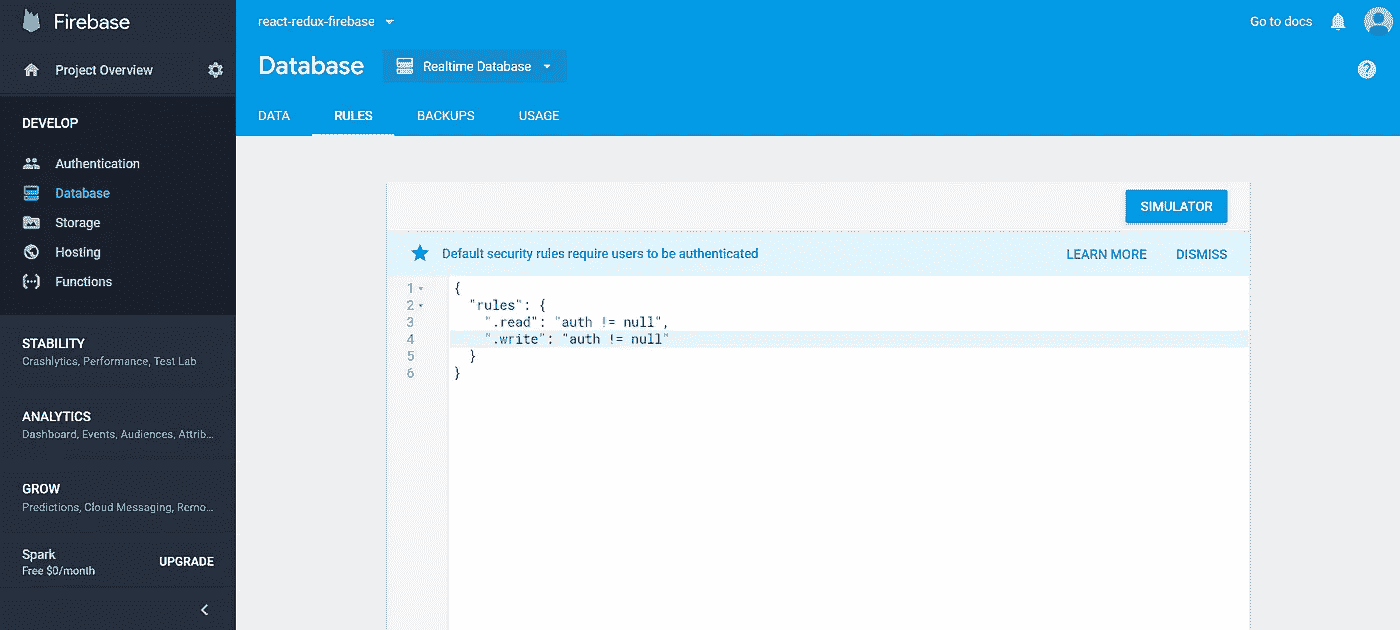 Firebase
Project Overview
DEVELOP
Authentication
Database
Storage
Hosting
Functions
STABILITY
Crashlytics, Performance, Test Lab
ANALYTICS
Dashboard, Events, Audiences, Attrib...
GROW
Predictions, Cloud Messaging, Remo...
Spark
Free $0/month
UPGRADE
react-redux-firebase
Go to docs
Database
Realtime Database
DATA RULES BACKUPS USAGE
SIMULATOR
Default security rules require users to be authenticated
LEARN MORE DISMISS
1 {
2 "rules": {
3 ".read": "auth != null",
4 ".write": "auth != null"
5 }
6 }